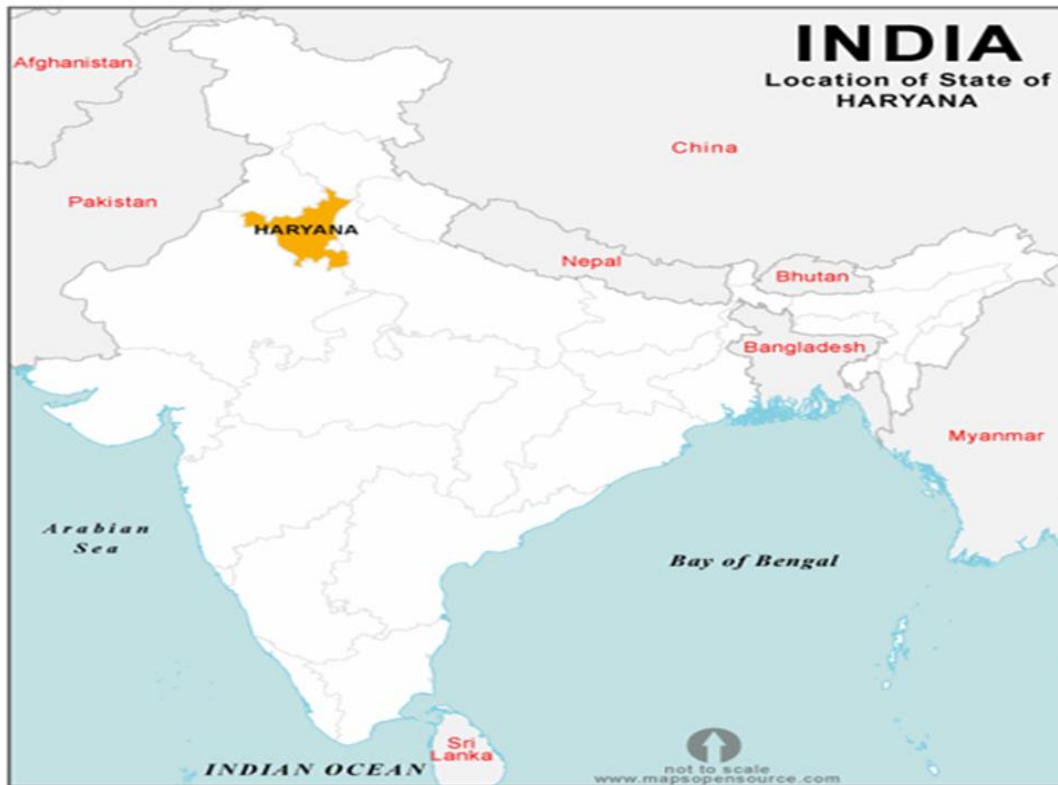 INDIA
Location of State of
HARYANA
Afghanistan
China
Pakistan
HARYANA
Nepal
Bhutan
Bangladesh
Myanmar
Arabian
Sea
Bay of Bengal
Sri
Lanka
INDIAN OCEAN
not to scale
www.mapsopensource.com